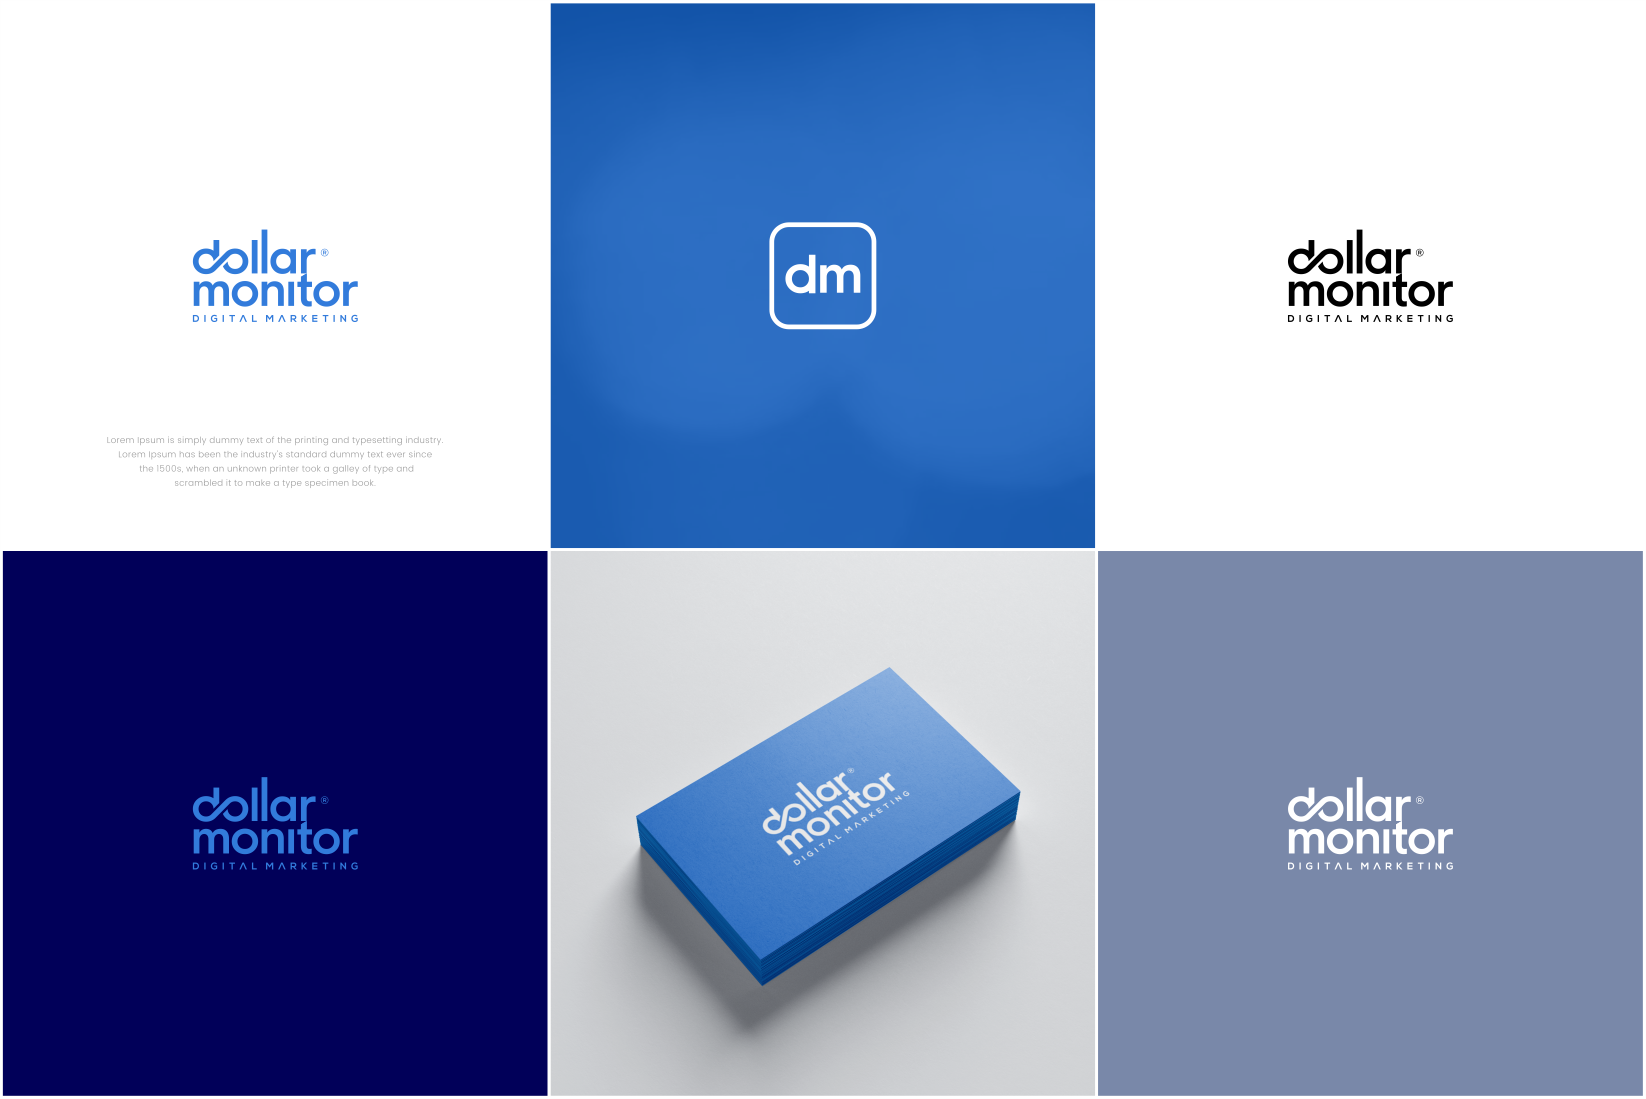 dollar ®
monitor
DIGITAL MARKETING
Lorem Ipsum is simply dummy text of the printing and typesetting industry.
Lorem Ipsum has been the industry's standard dummy text ever since
the 1500s, when an unknown printer took a galley of type and
scrambled it to make a type specimen book.
dm
dollar ®
monitor
DIGITAL MARKETING
dollar ®
monitor
DIGITAL MARKETING
dollar ®
monitor
DIGITAL MARKETING
dollar ®
monitor
DIGITAL MARKETING